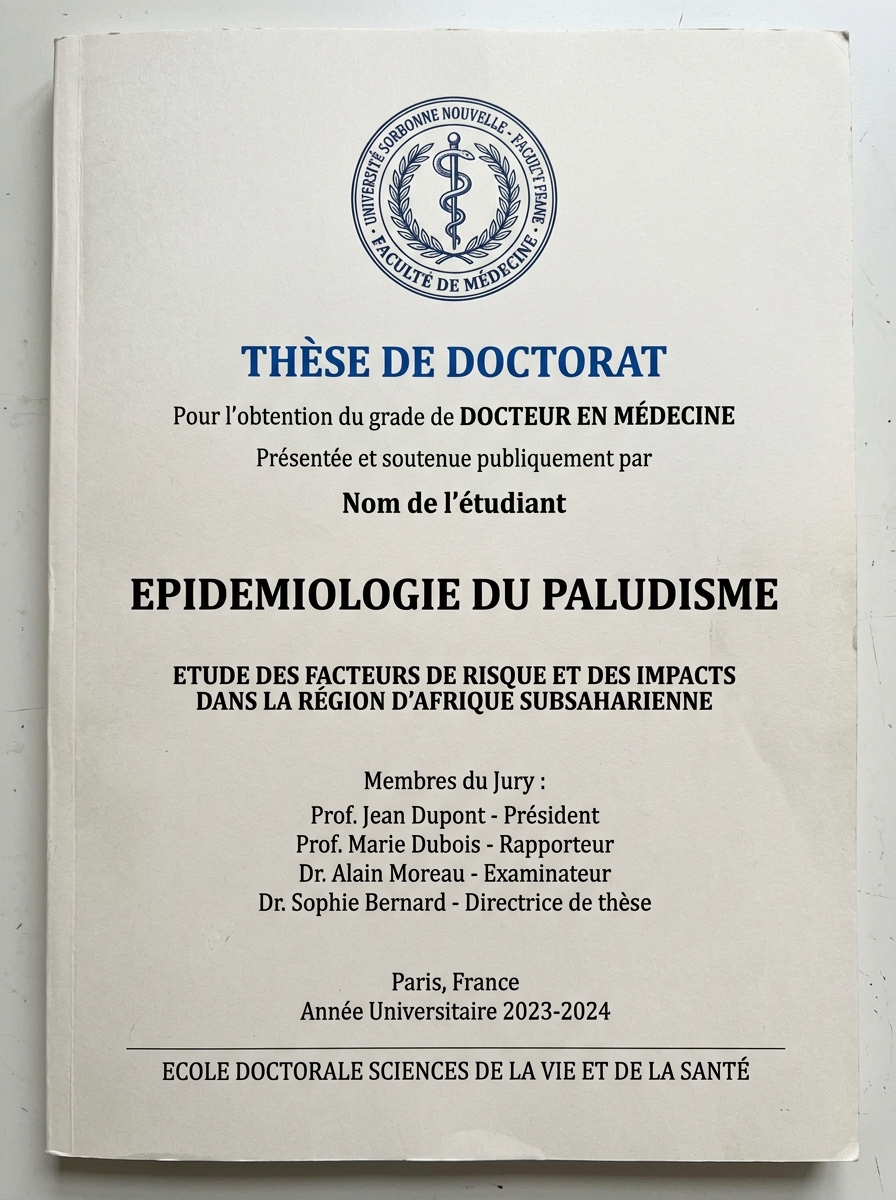 UNIVERSITÉ SORBONNE NOUVELLE -
FACULTÉ DE MÉDECINE
THÈSE DE DOCTORAT
Pour l’obtention du grade de DOCTEUR EN MÉDECINE
Présentée et soutenue publiquement par
Nom de l’étudiant
EPIDEMIOLOGIE DU PALUDISME
ETUDE DES FACTEURS DE RISQUE ET DES IMPACTS
DANS LA RÉGION D’AFRIQUE SUBSAHARIENNE
Membres du Jury :
Prof. Jean Dupont - Président
Prof. Marie Dubois - Rapporteur
Dr. Alain Moreau - Examinateur
Dr. Sophie Bernard - Directrice de thèse
Paris, France
Année Universitaire 2023-2024
ECOLE DOCTORALE SCIENCES DE LA VIE ET DE LA SANTÉ